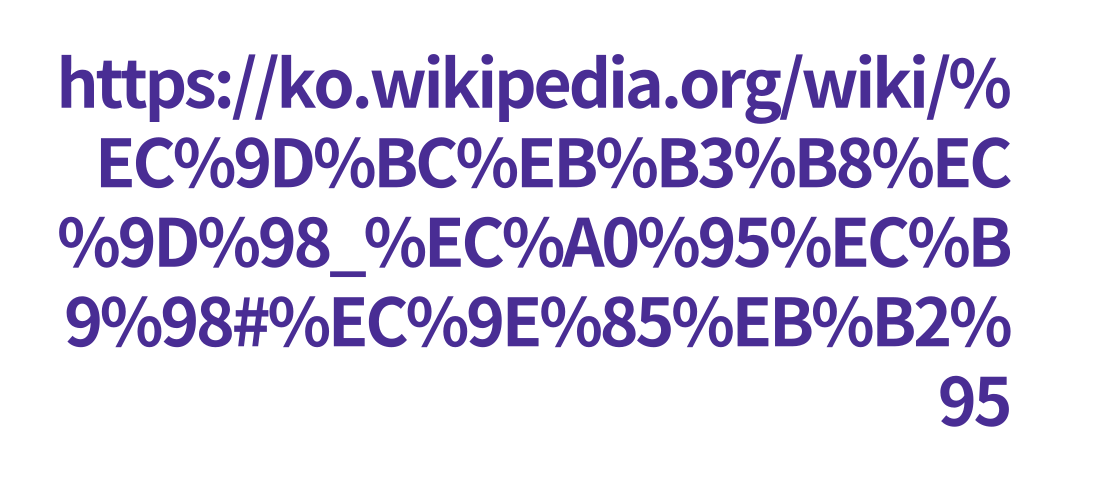 https://ko.wikipedia.org/wiki/%
EC%9D%BC%EB%B3%B8%EC
%9D%98_%EC%A0%95%EC%B
9%98#%EC%9E%85%EB%B2%
95